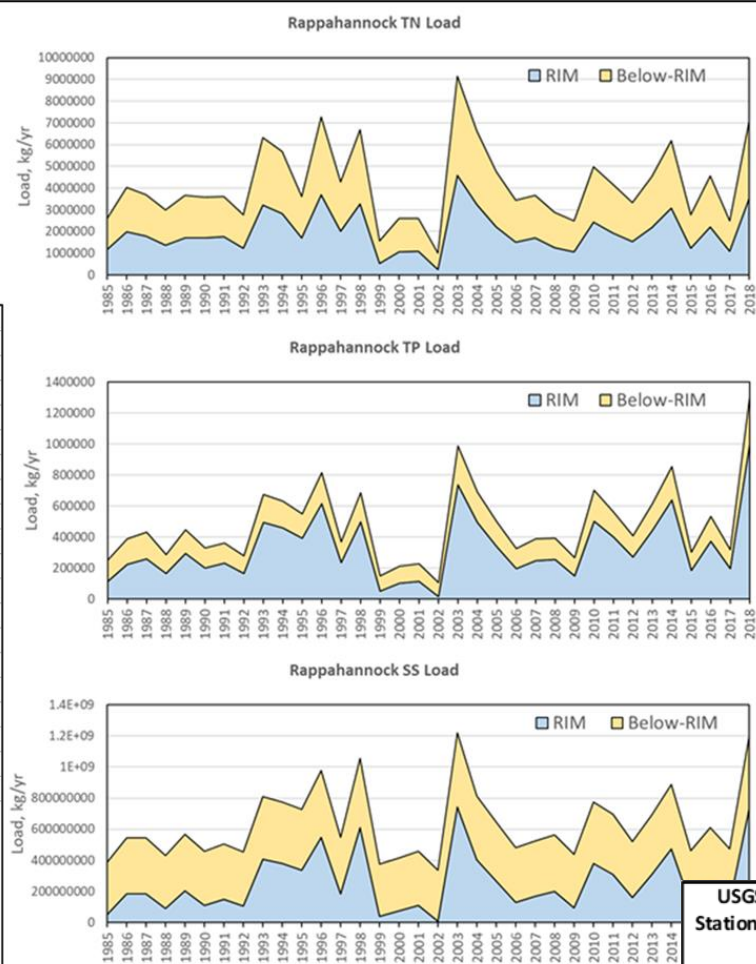 Rappahannock TN Load
RIM Below-RIM
Load, kg/yr
10000000
9000000
8000000
7000000
6000000
5000000
4000000
3000000
2000000
1000000
0
1985 1986 1987 1988 1989 1990 1991 1992 1993 1994 1995 1996 1997 1998 1999 2000 2001 2002 2003 2004 2005 2006 2007 2008 2009 2010 2011 2012 2013 2014 2015 2016 2017 2018
Rappahannock TP Load
RIM Below-RIM
Load, kg/yr
1400000
1200000
1000000
800000
600000
400000
200000
0
1985 1986 1987 1988 1989 1990 1991 1992 1993 1994 1995 1996 1997 1998 1999 2000 2001 2002 2003 2004 2005 2006 2007 2008 2009 2010 2011 2012 2013 2014 2015 2016 2017 2018
Rappahannock SS Load
RIM Below-RIM
Load, kg/yr
1.4E+09
1.2E+09
1E+09
800000000
600000000
400000000
200000000
0
1985 1986 1987 1988 1989 1990 1991 1992 1993 1994 1995 1996 1997 1998 1999 2000 2001 2002 2003 2004 2005 2006 2007 2008 2009 2010 2011 2012 2013 2014
Station